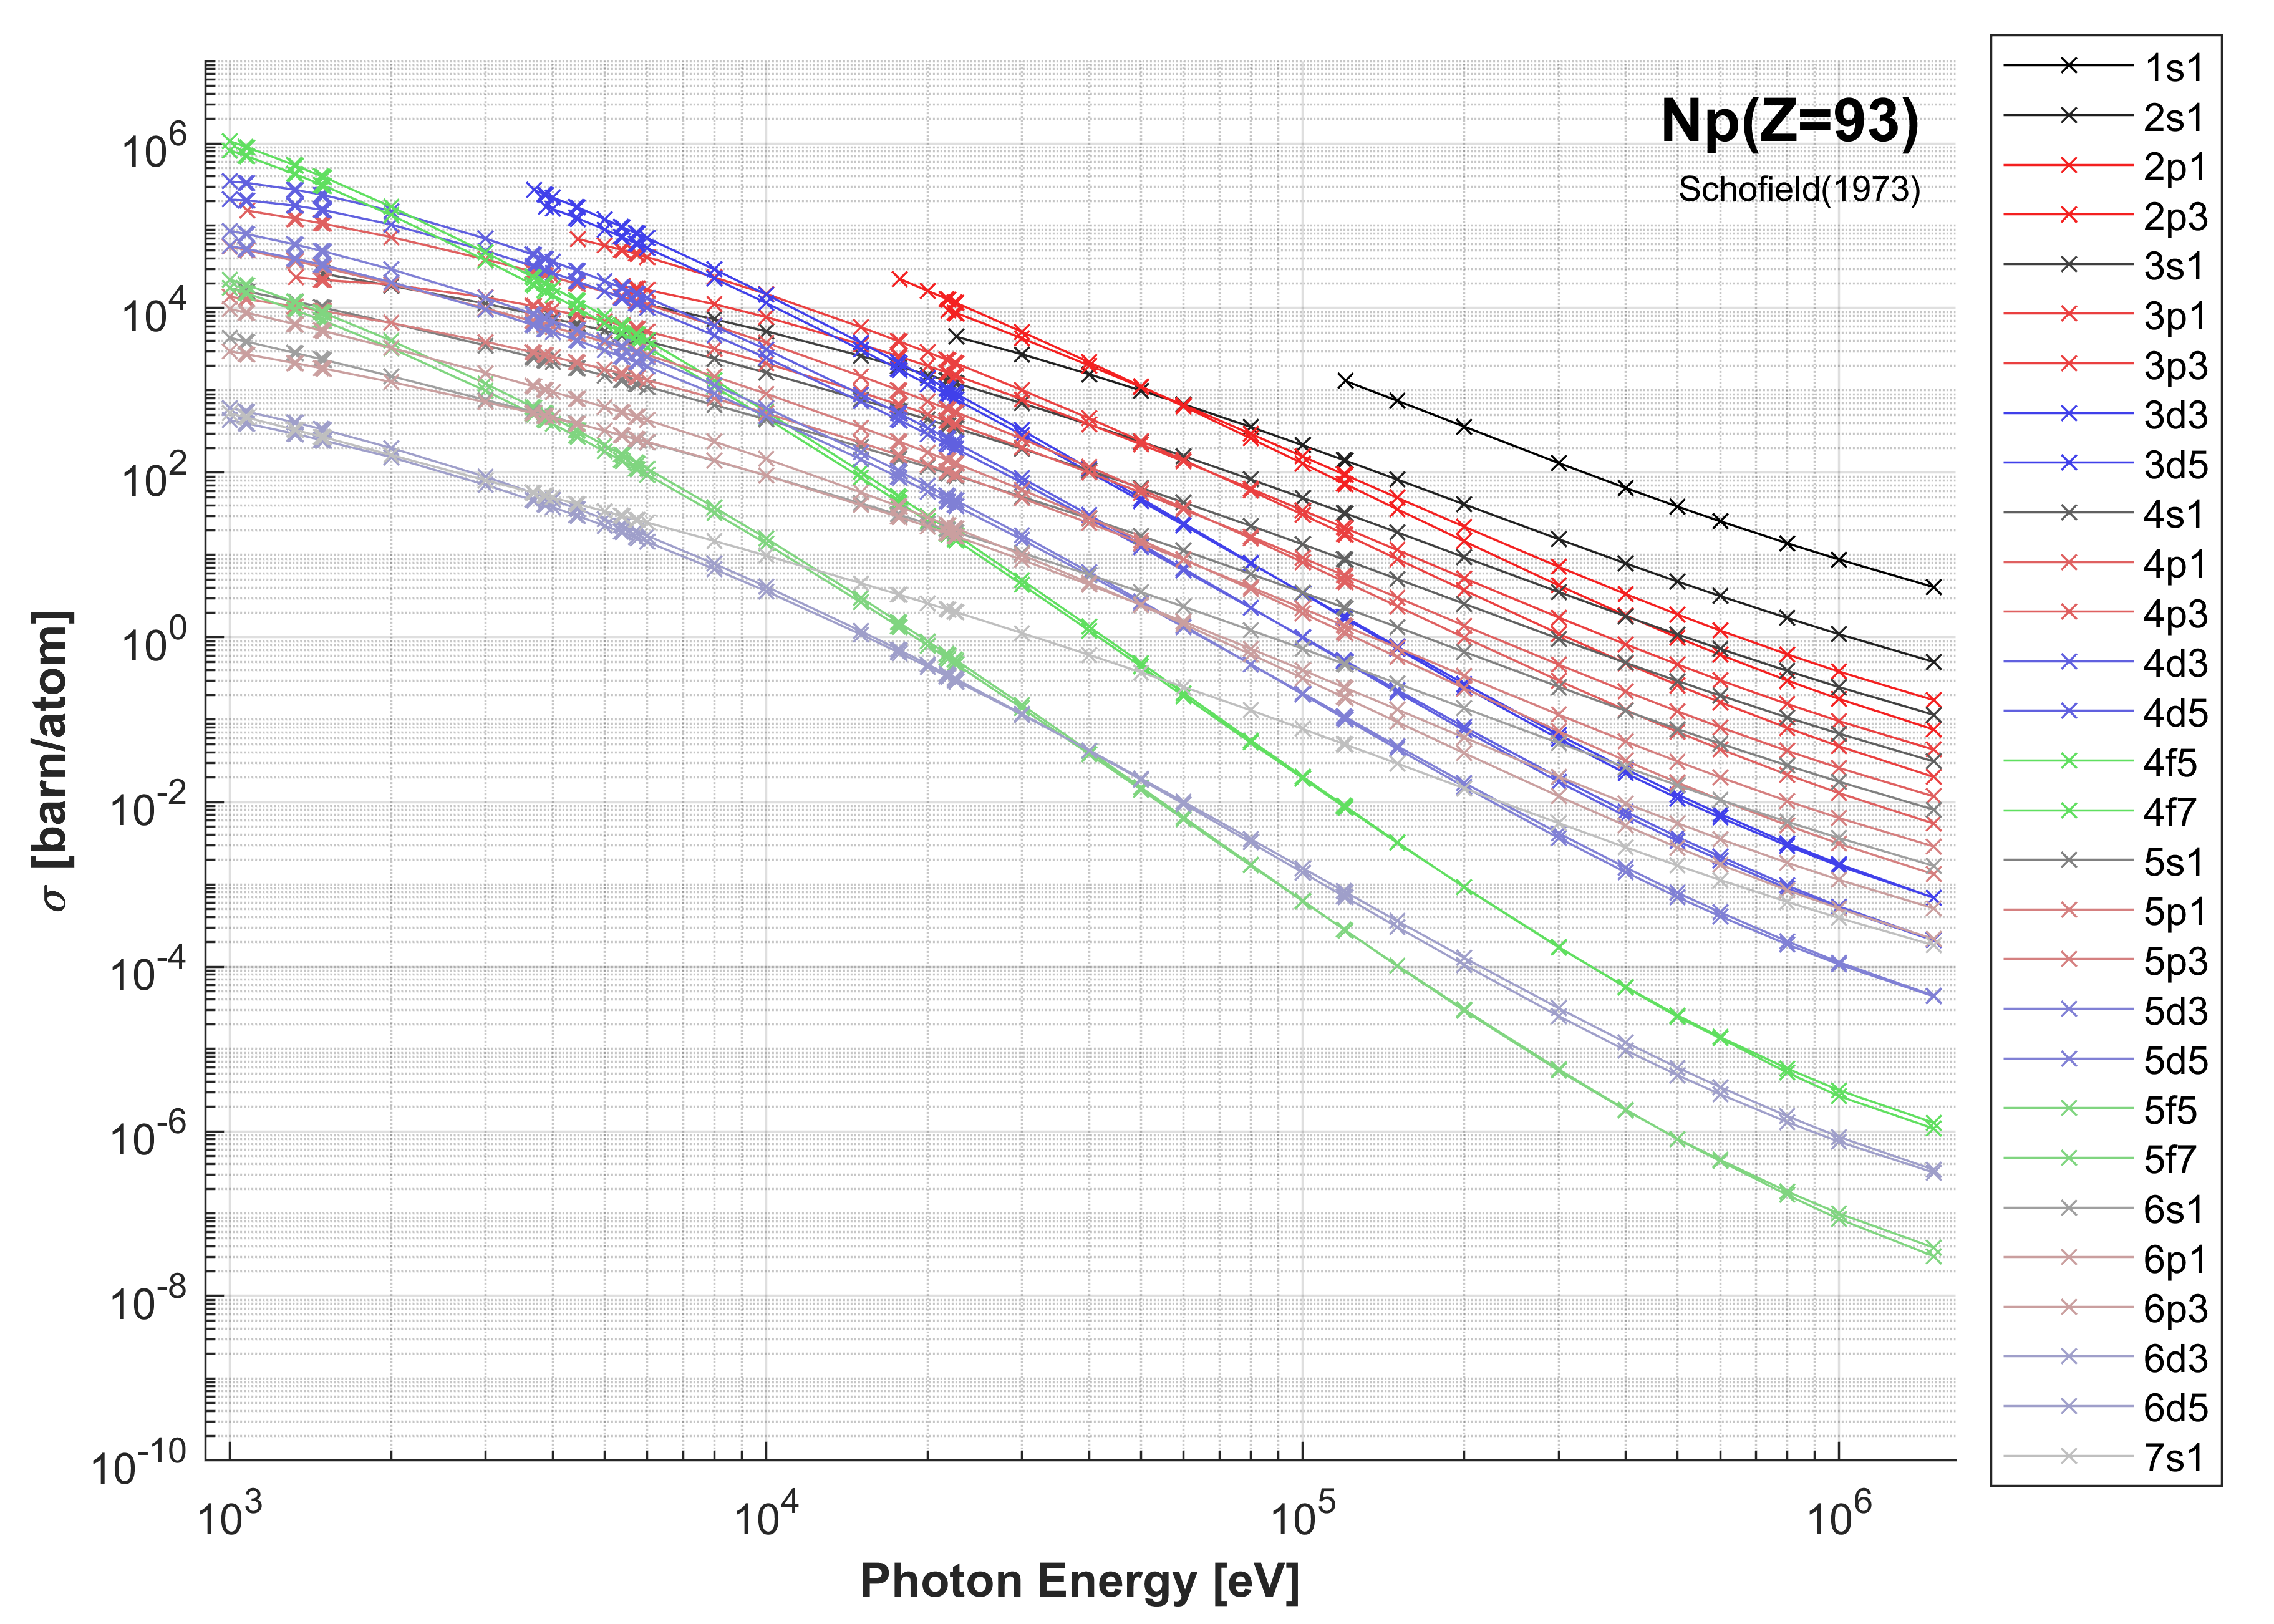 Np(Z=93)
Schofield(1973)
10^6
10^4
10^2
10^0
10^-2
10^-4
10^-6
10^-8
10^-10
σ [barn/atom]
10^3 10^4 10^5 10^6
Photon Energy [eV]
1s1
2s1
2p1
2p3
3s1
3p1
3p3
3d3
3d5
4s1
4p1
4p3
4d3
4d5
4f5
4f7
5s1
5p1
5p3
5d3
5d5
5f5
5f7
6s1
6p1
6p3
6d3
6d5
7s1